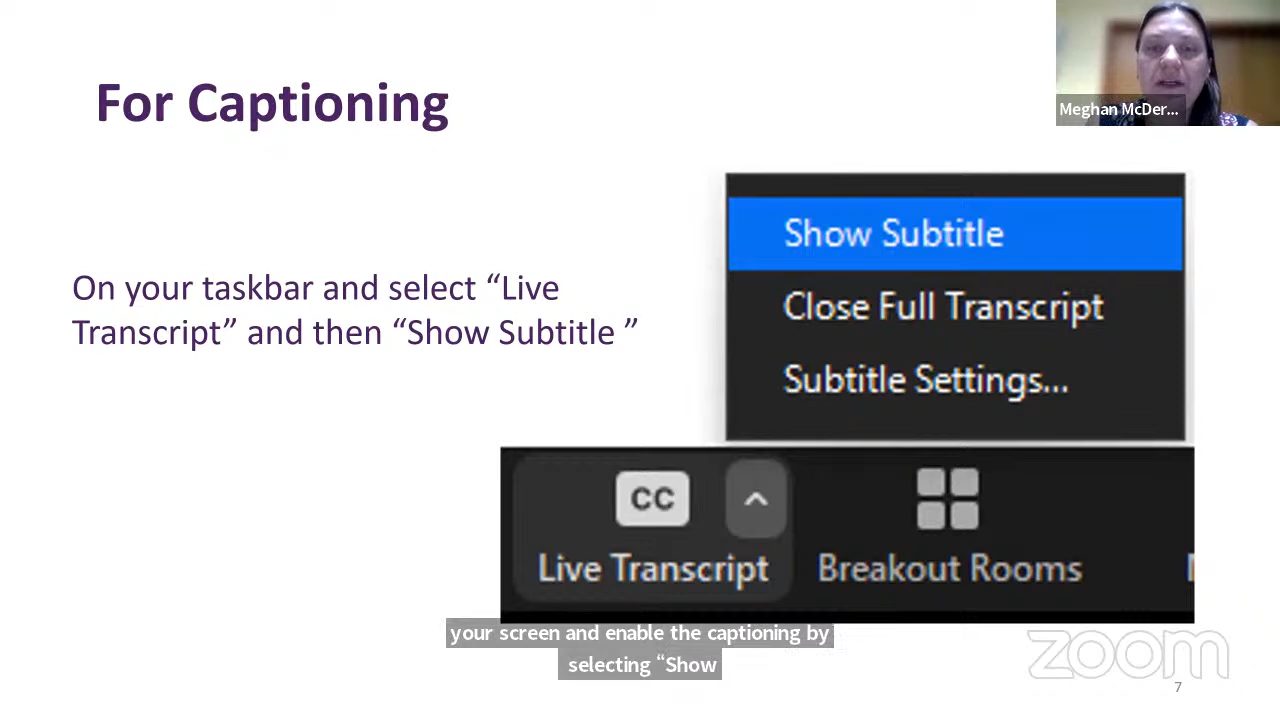 For Captioning
Meghan McDer...
On your taskbar and select “Live
Transcript” and then “Show Subtitle ”
Show Subtitle
Close Full Transcript
Subtitle Settings...
CC
Live Transcript
Breakout Rooms
your screen and enable the captioning by
selecting “Show
zoom
7